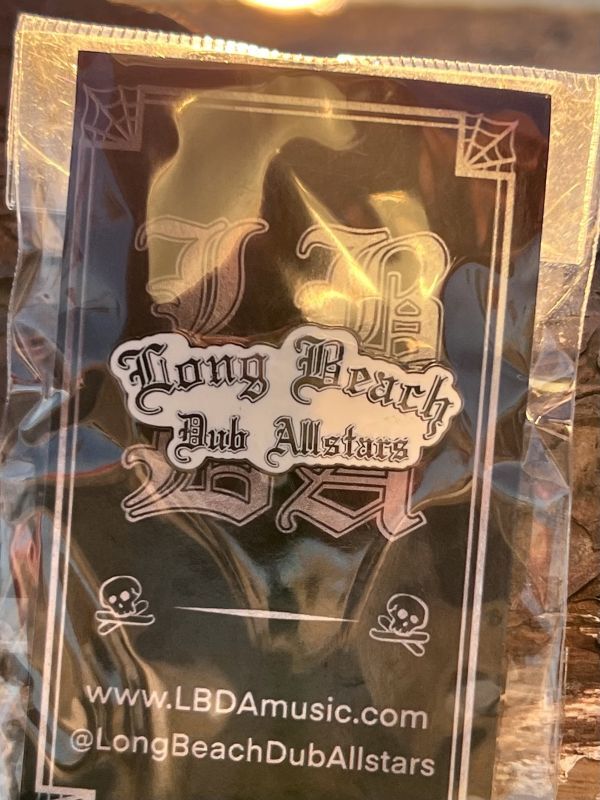 L B
Long Beach
Dub Allstars
D A
www.LBDAmusic.com
@LongBeachDubAllstars